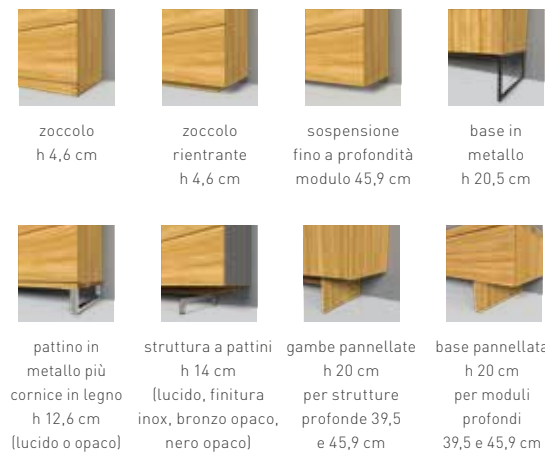 zoccolo
h 4,6 cm
zoccolo
rientrante
h 4,6 cm
sospensione
fino a profondità
modulo 45,9 cm
base in
metallo
h 20,5 cm
pattino in
metallo più
cornice in legno
h 12,6 cm
(lucido o opaco)
struttura a pattini
h 14 cm
(lucido, finitura
inox, bronzo opaco,
nero opaco)
gambe pannellate
h 20 cm
per strutture
profonde 39,5
e 45,9 cm
base pannellata
h 20 cm
per moduli
profondi
39,5 e 45,9 cm